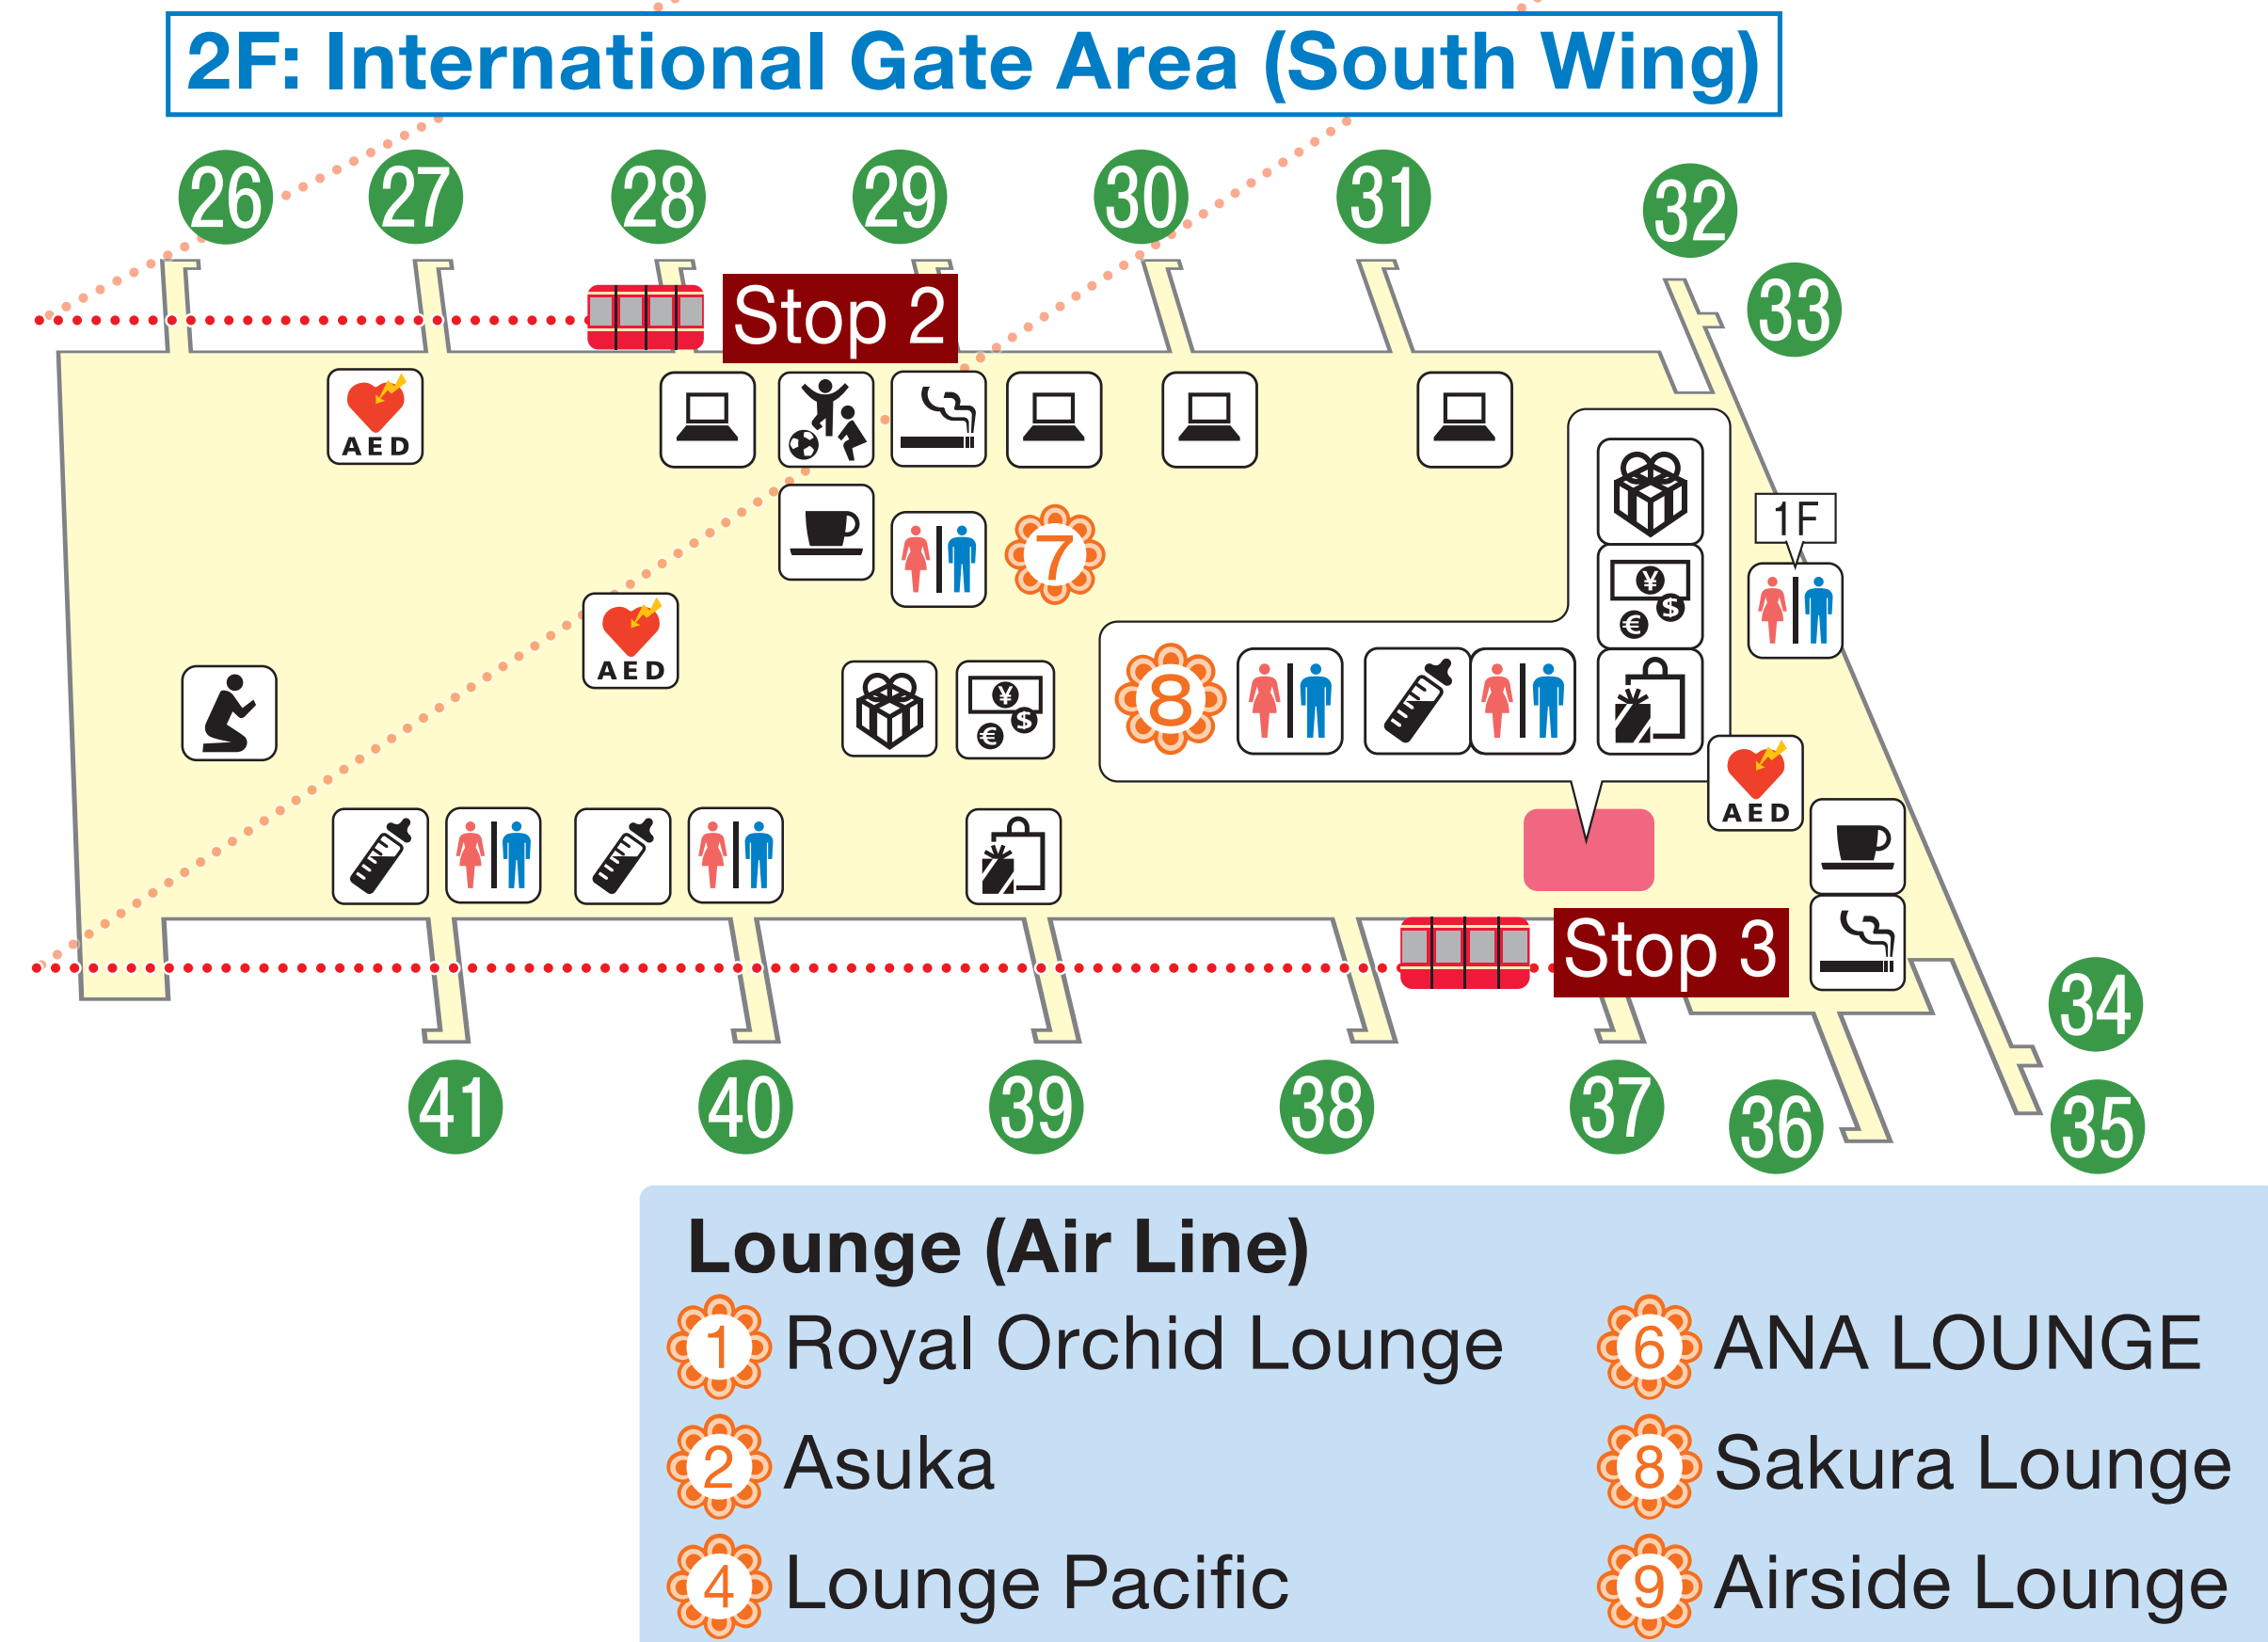 2F: International Gate Area (South Wing)
26 27 28 29 30 31 32
33
Stop 2
AED
1F
7
AED
¥
$
€
8
¥
$
€
AED
Stop 3
34
41 40 39 38 37 36 35
Lounge (Air Line)
1 Royal Orchid Lounge
6 ANA LOUNGE
2 Asuka
8 Sakura Lounge
4 Lounge Pacific
9 Airside Lounge